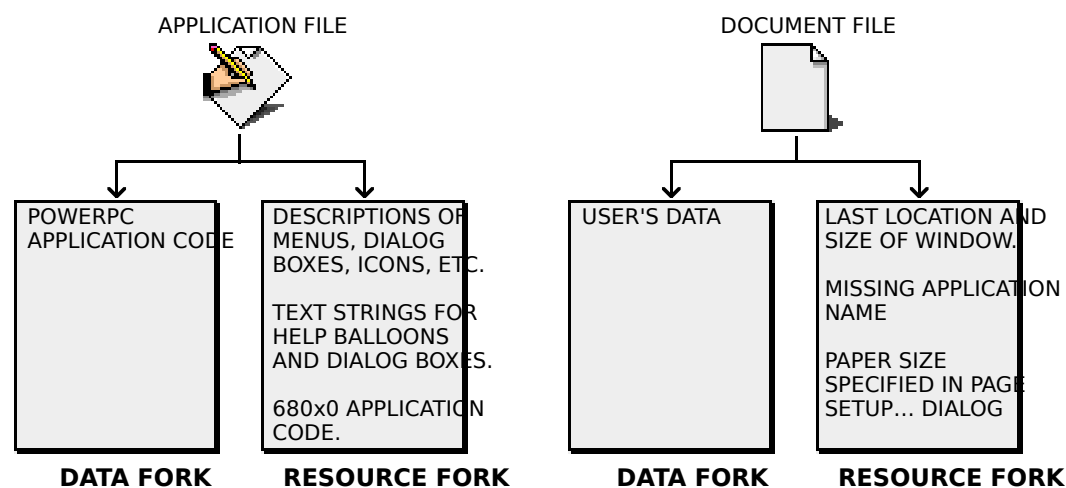 APPLICATION FILE
DOCUMENT FILE
POWERPC
APPLICATION CODE
DESCRIPTIONS OF
MENUS, DIALOG
BOXES, ICONS, ETC.
TEXT STRINGS FOR
HELP BALLOONS
AND DIALOG BOXES.
680x0 APPLICATION
CODE.
USER'S DATA
LAST LOCATION AND
SIZE OF WINDOW.
MISSING APPLICATION
NAME
PAPER SIZE
SPECIFIED IN PAGE
SETUP... DIALOG
DATA FORK
RESOURCE FORK
DATA FORK
RESOURCE FORK